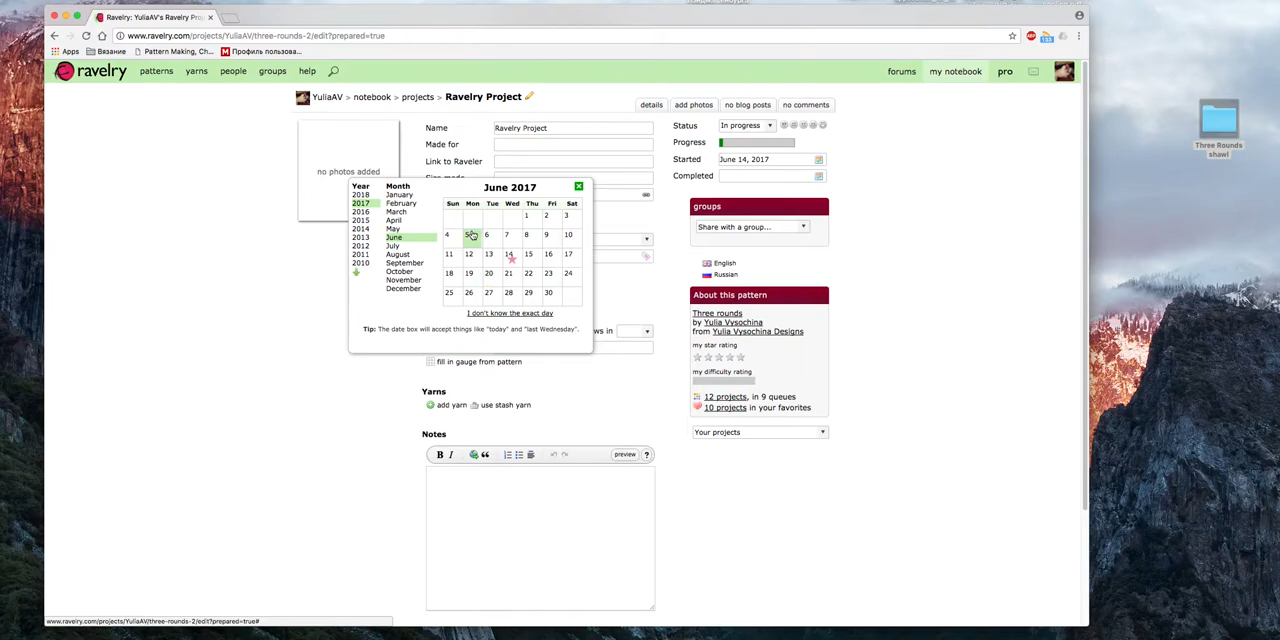 Ravelry: YuliaAV's Ravelry Proj
www.ravelry.com/projects/YuliaAV/three-rounds-2/edit?prepared=true
Apps Вязание Pattern Making, Ch... Профиль пользова...
ravelry patterns yarns people groups help forums my notebook pro
YuliaAV > notebook > projects > Ravelry Project
details add photos no blog posts no comments
no photos added
Name Ravelry Project
Made for
Link to Raveler
Status In progress
Progress
Started June 14, 2017
Completed
Year
2018
2017
2016
2015
2014
2013
2012
2011
2010
Month
January
February
March
April
May
June
July
August
September
October
November
December
June 2017
Sun Mon Tue Wed Thu Fri Sat
1 2 3
4 5 6 7 8 9 10
11 12 13 14 15 16 17
18 19 20 21 22 23 24
25 26 27 28 29 30
I don't know the exact day
Tip: The date box will accept things like "today" and "last Wednesday".
fill in gauge from pattern
Yarns
add yarn use stash yarn
Notes
B I preview ?
groups
Share with a group...
English
Russian
About this pattern
Three rounds
by Yulia Vysochina
from Yulia Vysochina Designs
my star rating
my difficulty rating
12 projects, in 9 queues
10 projects in your favorites
Your projects
www.ravelry.com/projects/YuliaAV/three-rounds-2/edit?prepared=true#
Three Rounds
shawl